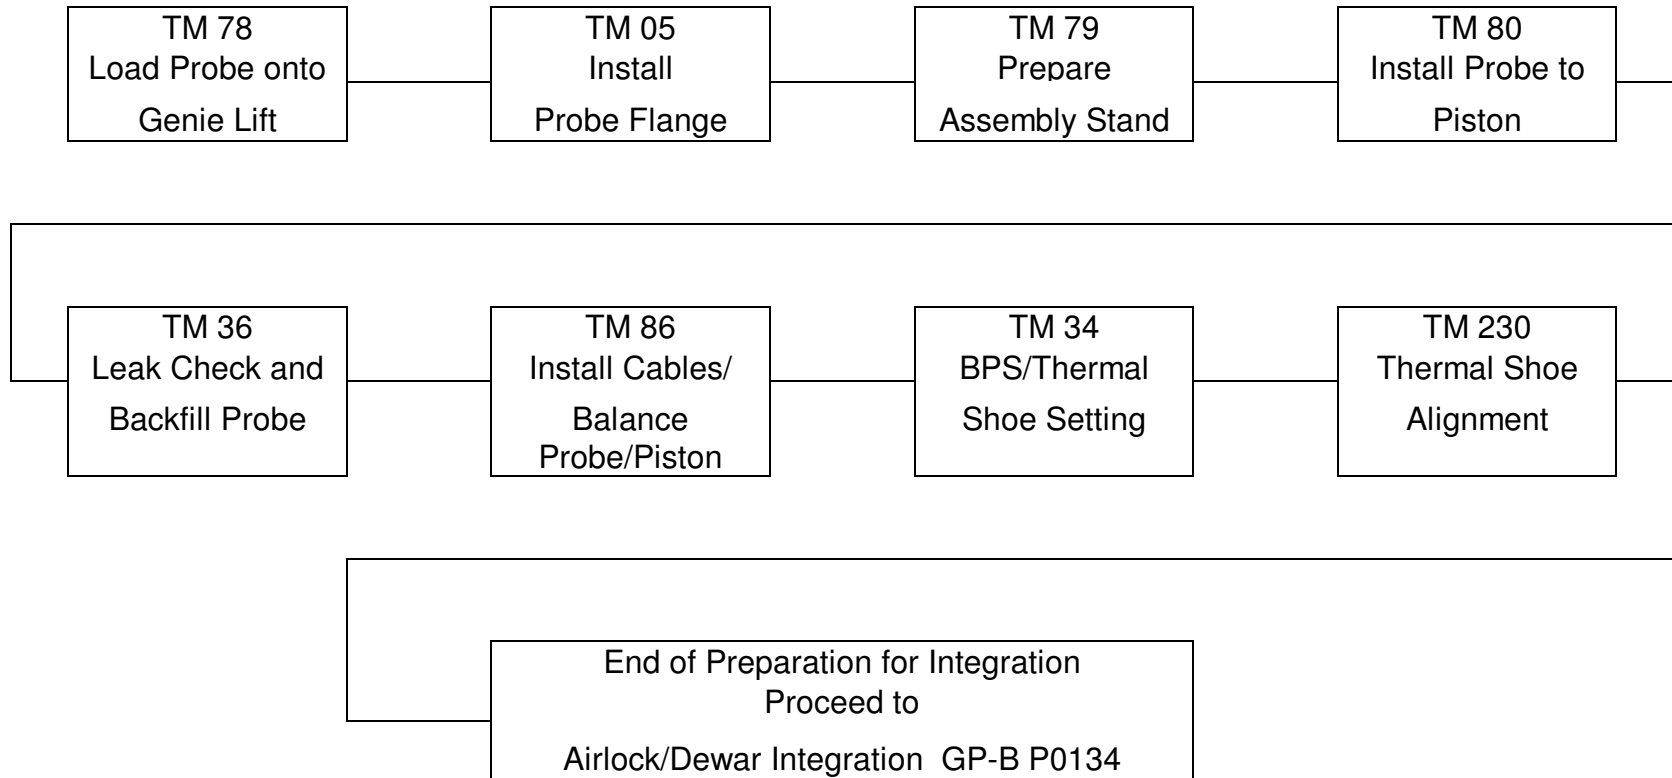 TM 78
Load Probe onto
Genie Lift
TM 05
Install
Probe Flange
TM 79
Prepare
Assembly Stand
TM 80
Install Probe to
Piston
TM 36
Leak Check and
Backfill Probe
TM 86
Install Cables/
Balance
Probe/Piston
TM 34
BPS/Thermal
Shoe Setting
TM 230
Thermal Shoe
Alignment
End of Preparation for Integration
Proceed to
Airlock/Dewar Integration GP-B P0134